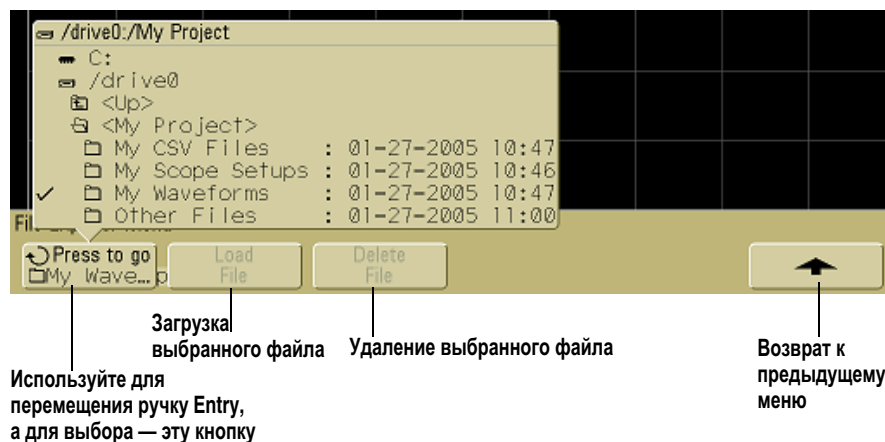 /drive0:/My Project
C:
/drive0
<Up>
<My Project>
My CSV Files : 01-27-2005 10:47
My Scope Setups : 01-27-2005 10:46
My Waveforms : 01-27-2005 10:47
Other Files : 01-27-2005 11:00
Press to go
My Wave…
Load
File
Delete
File
Загрузка
выбранного файла
Удаление выбранного файла
Возврат к
предыдущему
меню
Используйте для
перемещения ручку Entry,
а для выбора — эту кнопку